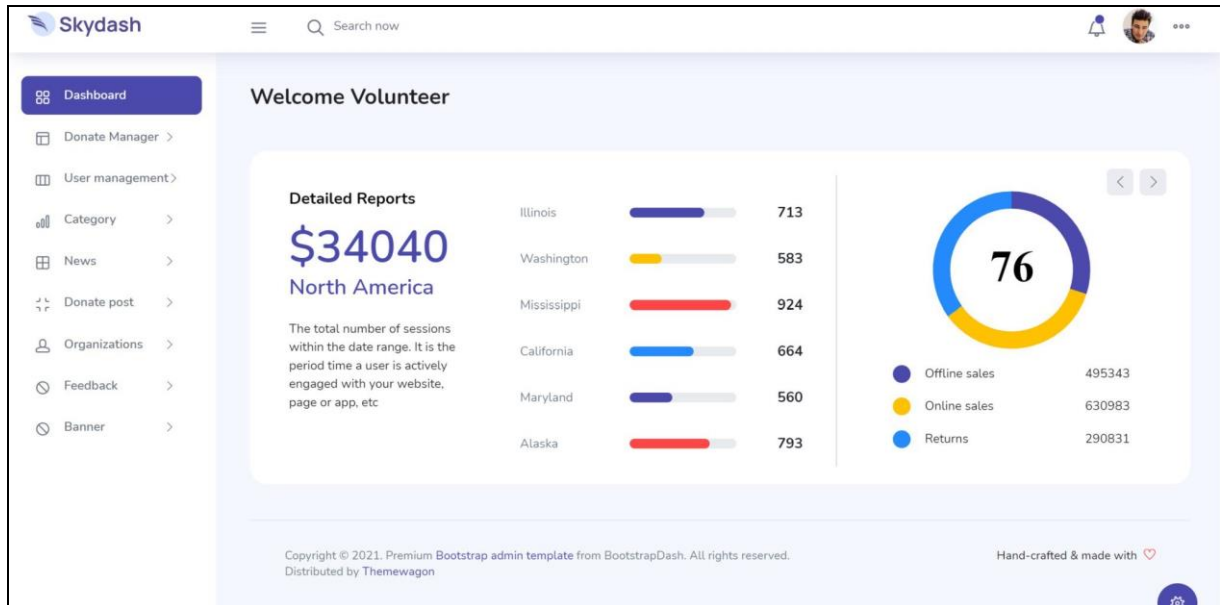 Skydash
Search now
Dashboard
Donate Manager
User management
Category
News
Donate post
Organizations
Feedback
Banner
Welcome Volunteer
Detailed Reports
$34040
North America
The total number of sessions
within the date range. It is the
period time a user is actively
engaged with your website,
page or app, etc
Illinois 713
Washington 583
Mississippi 924
California 664
Maryland 560
Alaska 793
76
Offline sales 495343
Online sales 630983
Returns 290831
Copyright © 2021. Premium Bootstrap admin template from BootstrapDash. All rights reserved.
Distributed by Themewagon
Hand-crafted & made with